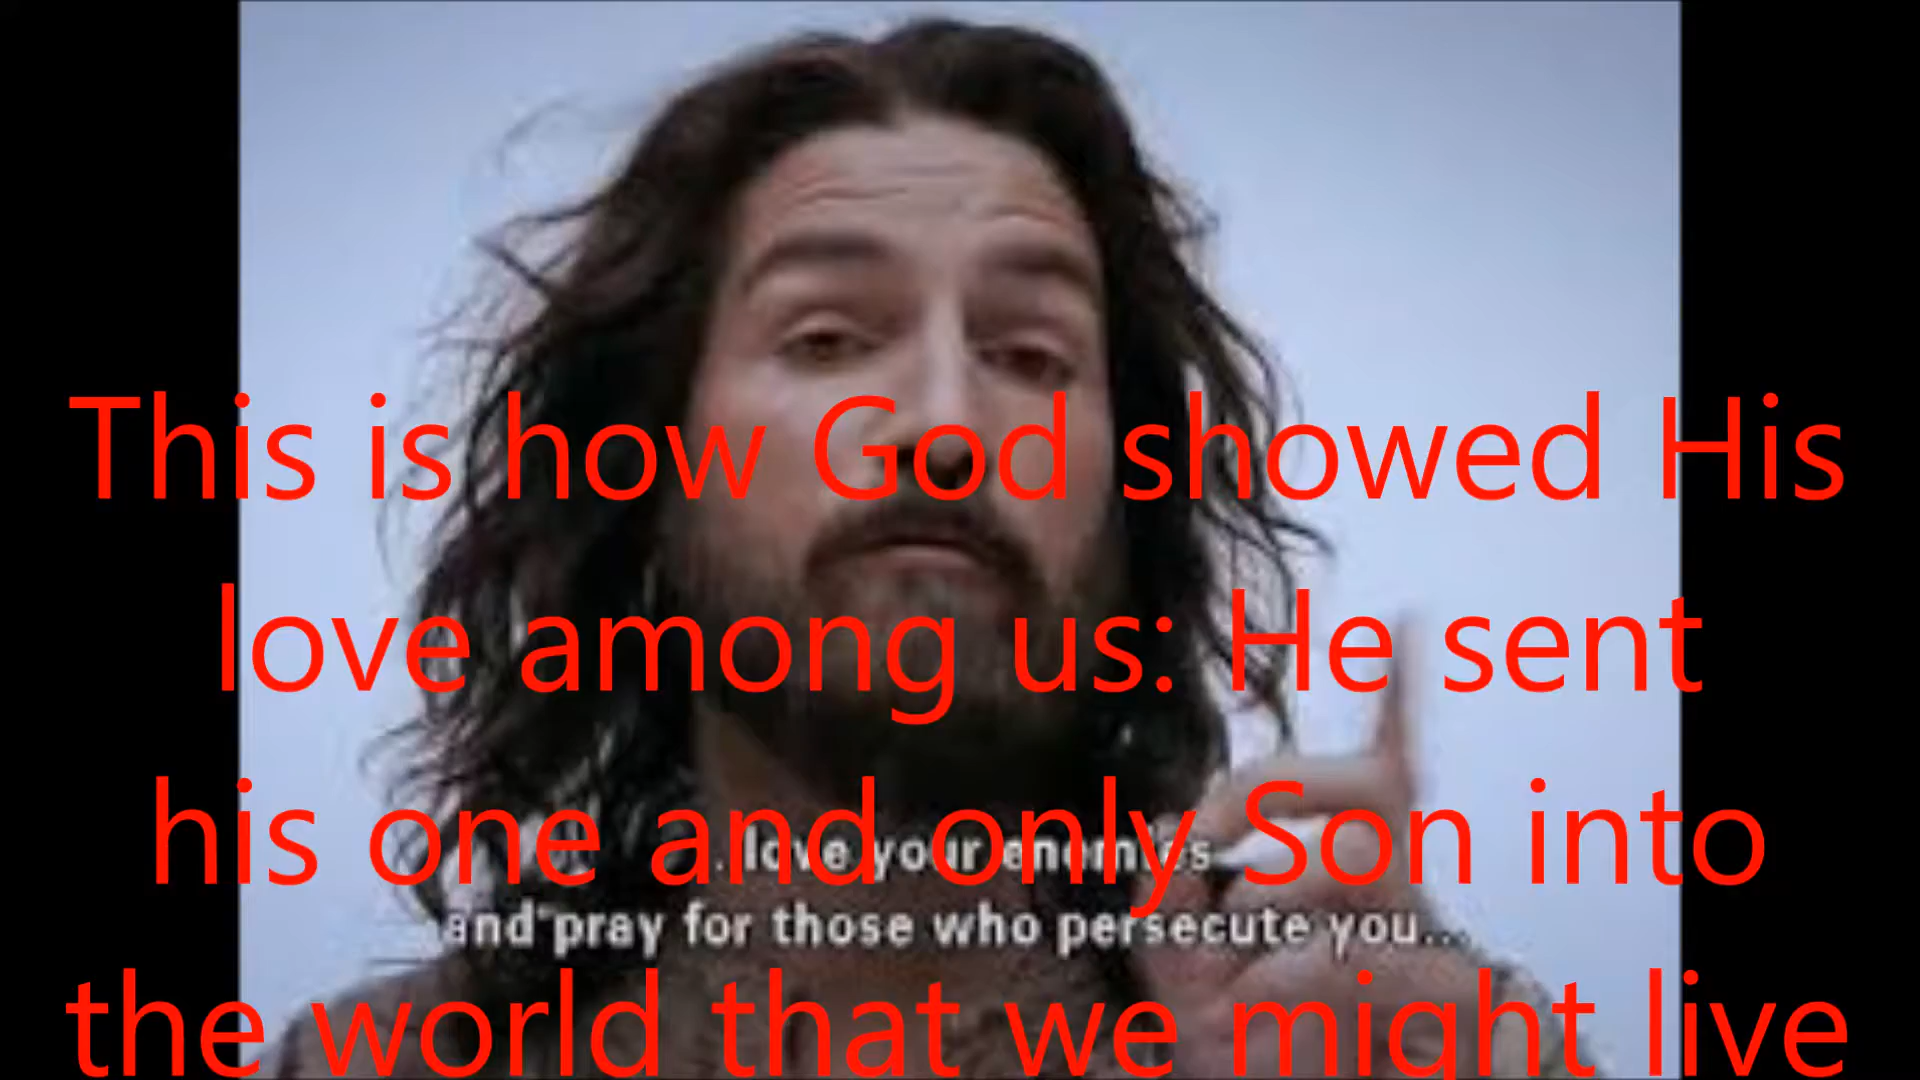 This is how God showed His
love among us: He sent
his one and only Son into
...love your enemies
and pray for those who persecute you...
the world that we might live